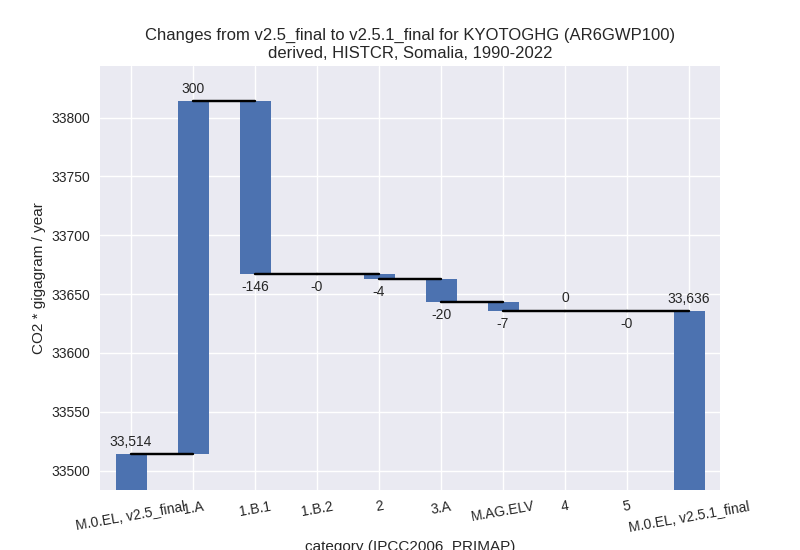 Changes from v2.5_final to v2.5.1_final for KYOTOGHG (AR6GWP100)
derived, HISTCR, Somalia, 1990-2022
CO2 * gigagram / year
33800
33750
33700
33650
33600
33550
33500
33,514
300
-146
-0
-4
-20
-7
0
-0
33,636
M.0.EL, v2.5_final
1.A
1.B.1
1.B.2
2
3.A
M.AG.ELV
4
5
M.0.EL, v2.5.1_final
category (IPCC2006_PRIMAP)